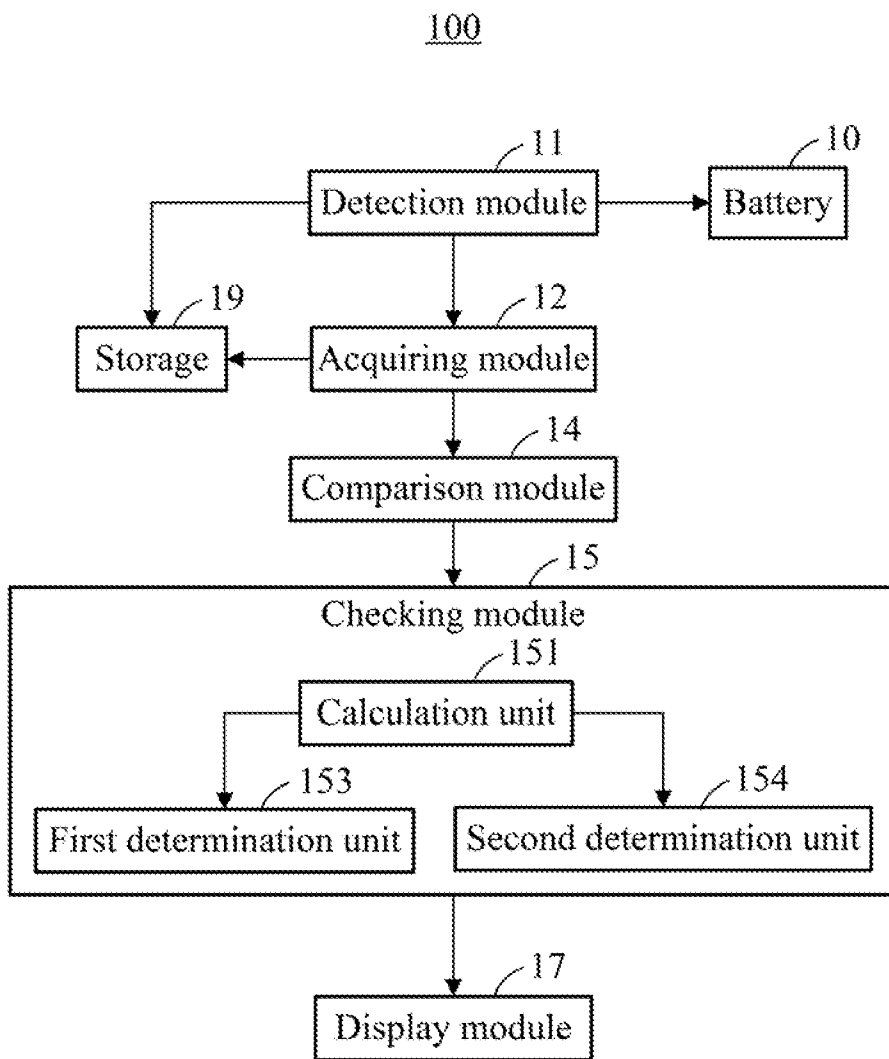 100
11
10
Detection module
Battery
19
12
Storage
Acquiring module
14
Comparison module
15
Checking module
151
Calculation unit
153
154
First determination unit
Second determination unit
17
Display module